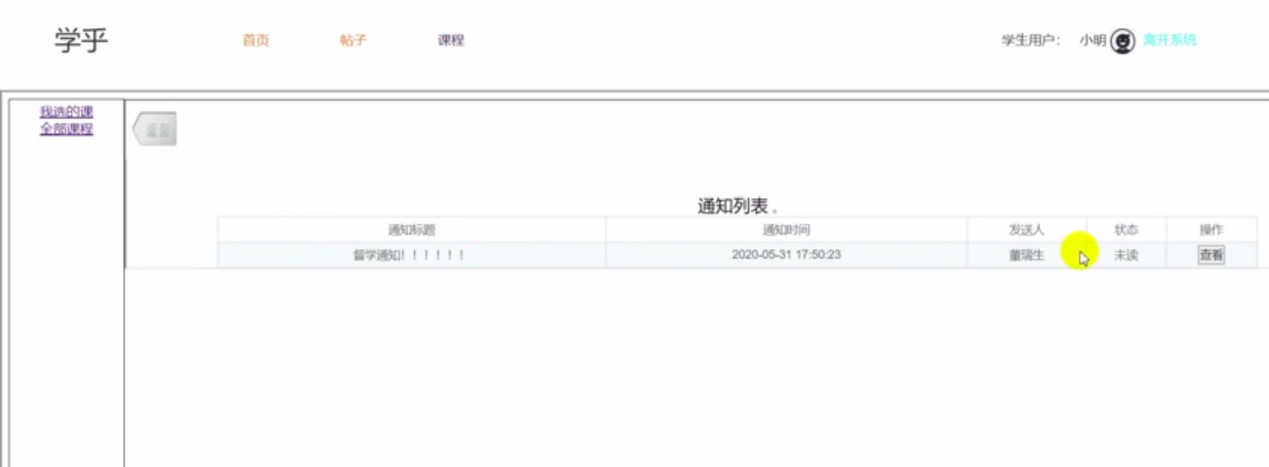 学乎 首页 帖子 课程 学生用户： 小明 离开系统
我选的课
全部课程
返回
通知列表 。
通知标题 通知时间 发送人 状态 操作
督学通知！！！！！！ 2020-05-31 17:50:23 董瑞生 未读 查看